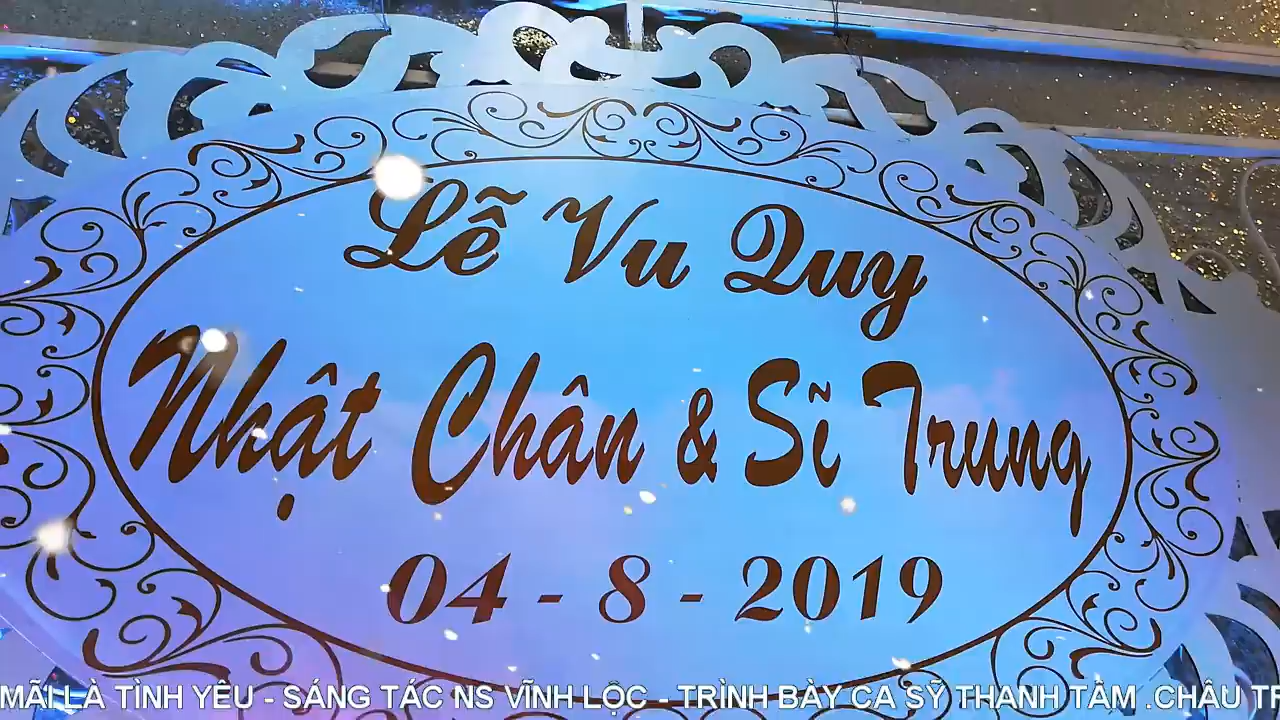 Lễ Vu Quy
Nhật Chân & Sĩ Trung
04 - 8 - 2019
MÃI LÀ TÌNH YÊU - SÁNG TÁC NS VĨNH LỘC - TRÌNH BÀY CA SỸ THANH TÂM .CHÂU